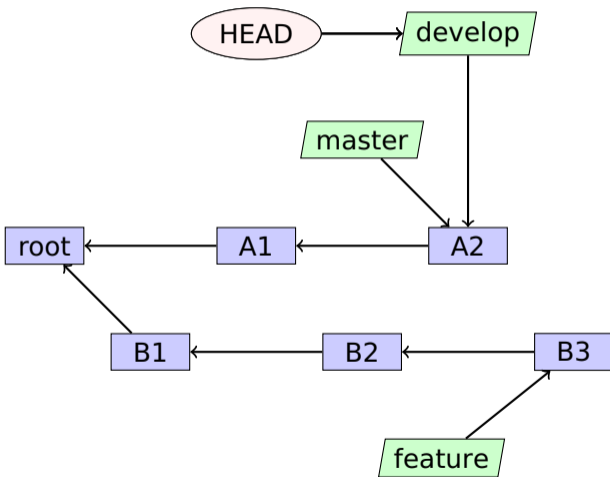 HEAD
develop
master
root
A1
A2
B1
B2
B3
feature